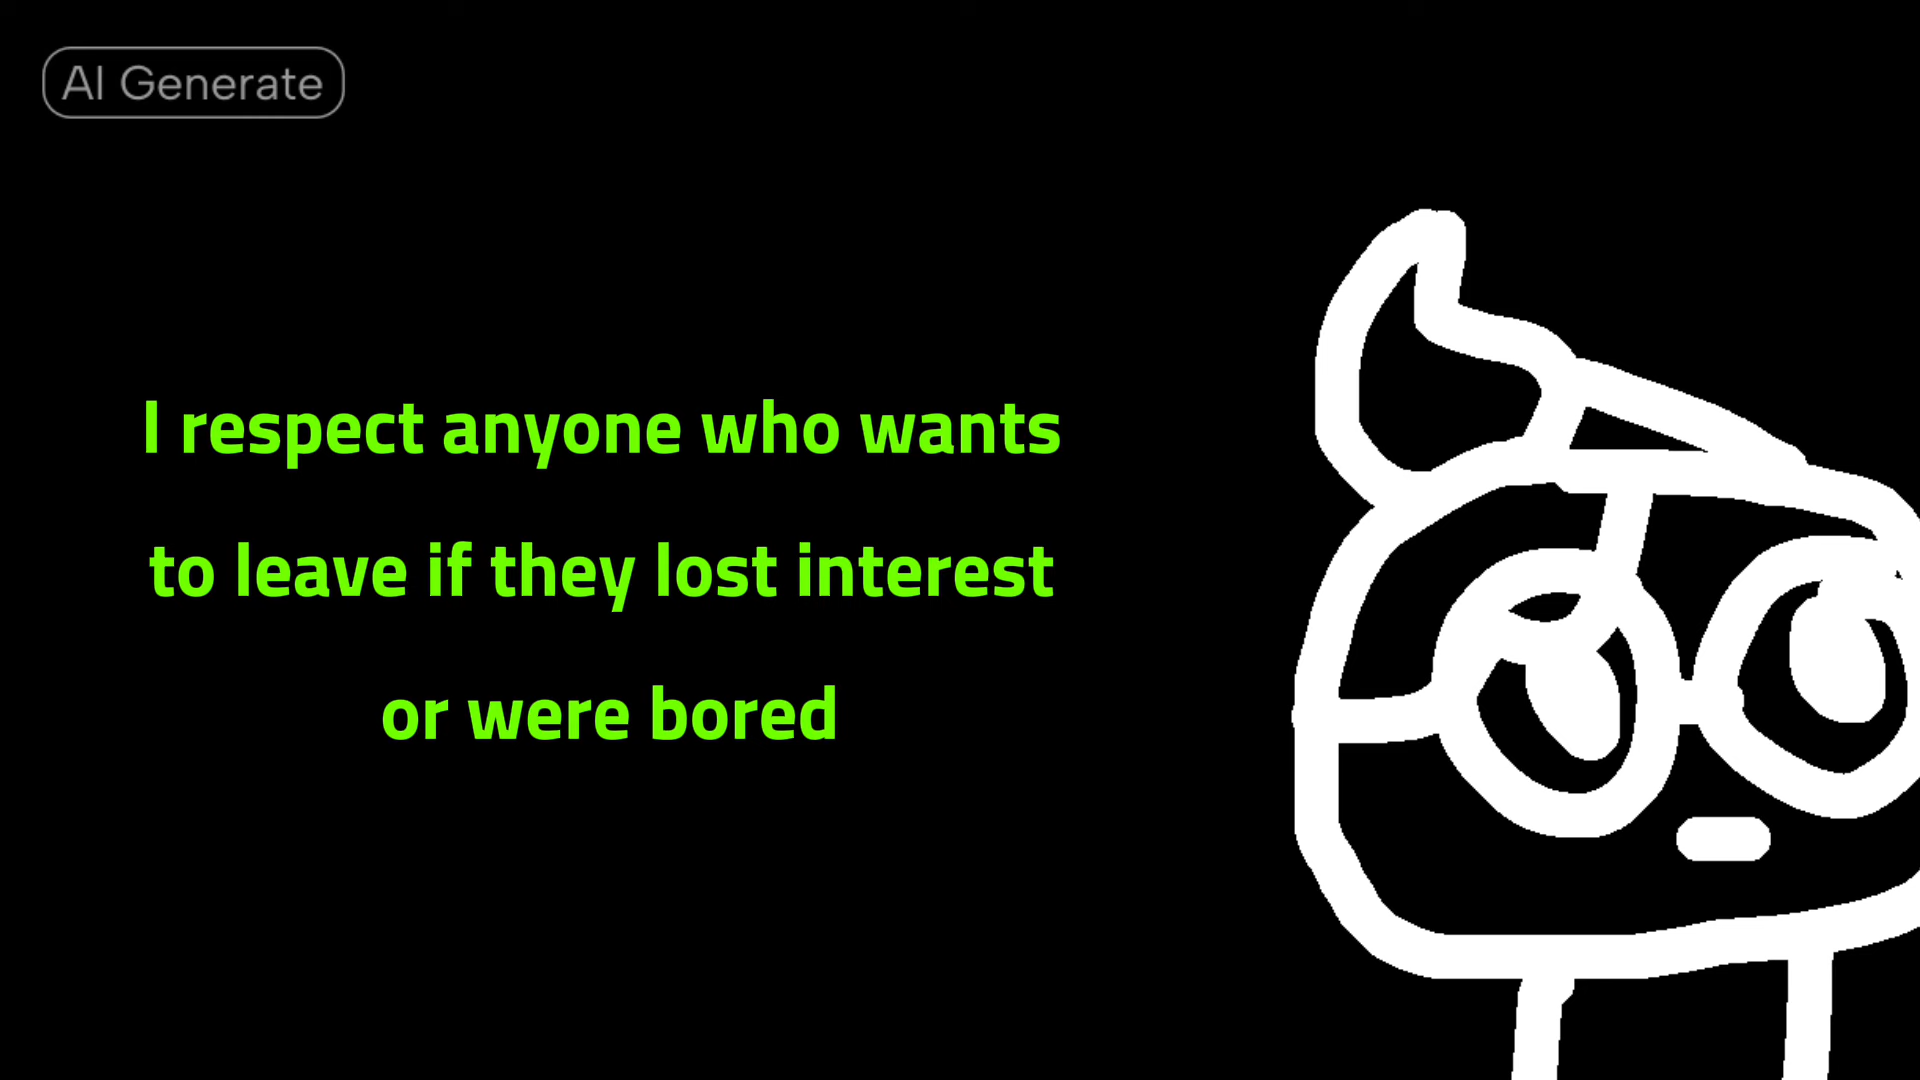 AI Generate
I respect anyone who wants
to leave if they lost interest
or were bored